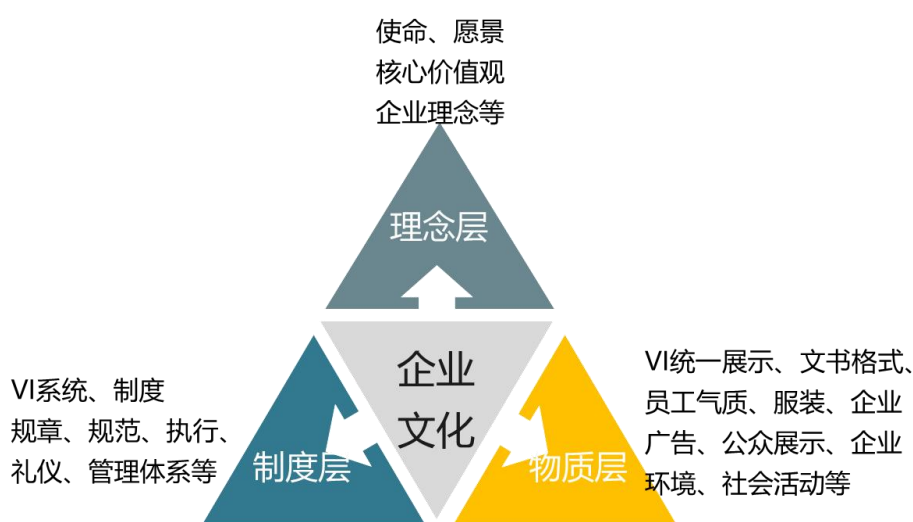 使命、愿景
核心价值观
企业理念等
理念层
企业
文化
VI系统、制度
规章、规范、执行、
礼仪、管理体系等
制度层
物质层
VI统一展示、文书格式、
员工气质、服装、企业
广告、公众展示、企业
环境、社会活动等